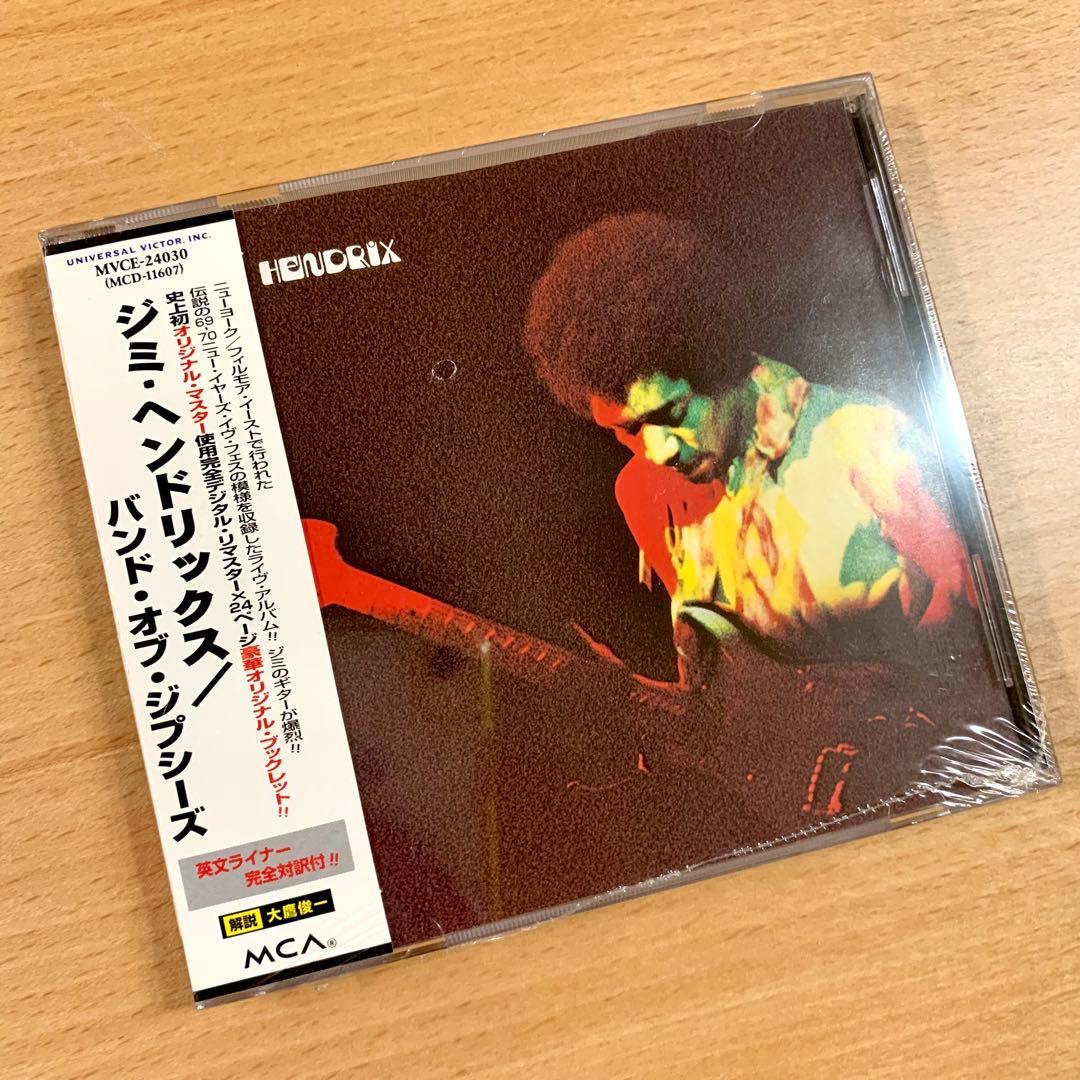 UNIVERSAL VICTOR, INC.
MVCE-24030
(MCD-11607)
HENDRIX
ニューヨーク/フィルモア・イーストで行われた
伝説の69-70ニュー・イヤーズ・イヴ・フェスの模様を収録したライヴ・アルバム!! ジミのギターが爆烈!!
史上初オリジナル・マスター使用完全デジタル・リマスター×24ページ豪華オリジナル・ブックレット!!
ジミ・ヘンドリックス/
バンド・オブ・ジプシーズ
英文ライナー
完全対訳付!!
解説 大鷹俊一
MCA®